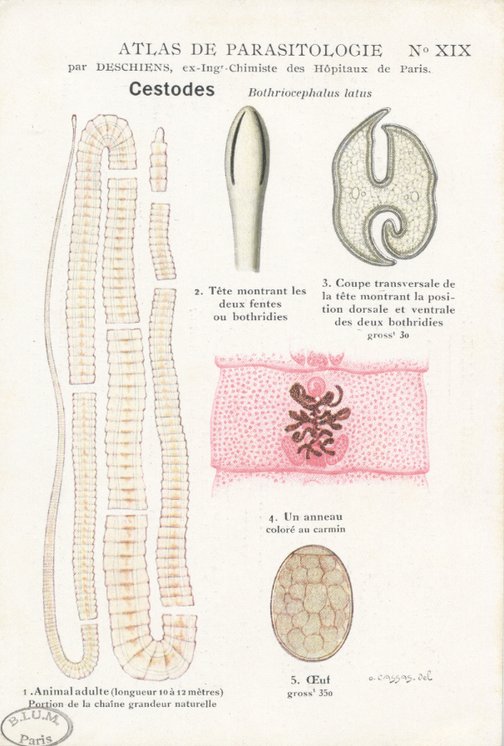 ATLAS DE PARASITOLOGIE No XIX
par DESCHIENS, ex-Ingr-Chimiste des Hôpitaux de Paris.
Cestodes Bothriocephalus latus
2. Tête montrant les
deux fentes
ou bothridies
3. Coupe transversale de
la tête montrant la posi-
tion dorsale et ventrale
des deux bothridies
grosst 30
4. Un anneau
coloré au carmin
5. Œuf
grosst 350
1. Animal adulte (longueur 10 à 12 mètres)
Portion de la chaîne grandeur naturelle
B.I.U.M.
Paris